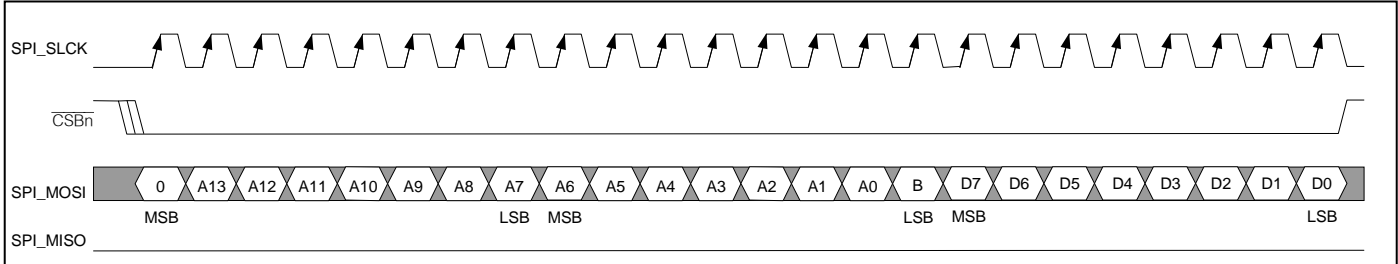 SPI_SLCK
CSBn
SPI_MOSI 0 A13 A12 A11 A10 A9 A8 A7 A6 A5 A4 A3 A2 A1 A0 B D7 D6 D5 D4 D3 D2 D1 D0
MSB LSB MSB LSB MSB LSB
SPI_MISO